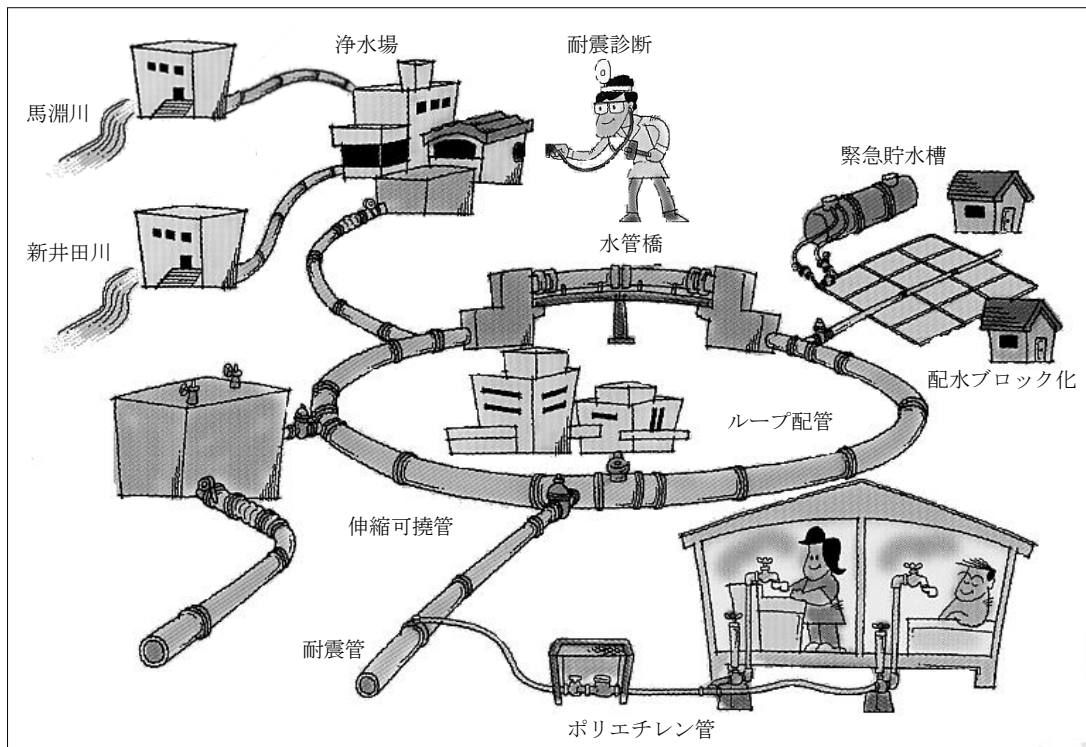 浄水場
耐震診断
馬淵川
緊急貯水槽
新井田川
水管橋
配水ブロック化
ループ配管
伸縮可撓管
耐震管
ポリエチレン管